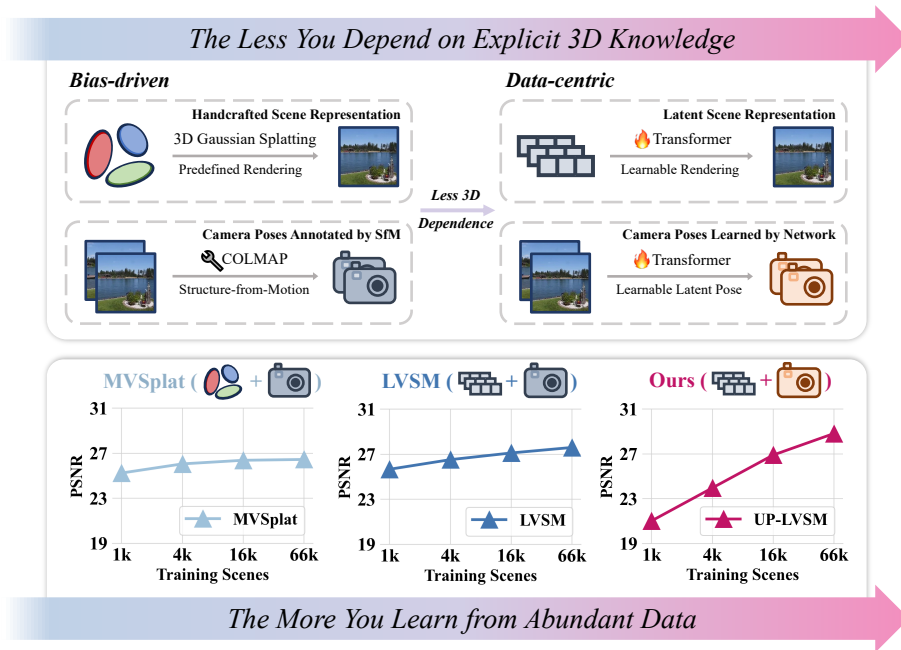 The Less You Depend on Explicit 3D Knowledge
Bias-driven
Handcrafted Scene Representation
3D Gaussian Splatting
Predefined Rendering
Camera Poses Annotated by SfM
COLMAP
Structure-from-Motion
Less 3D
Dependence
Data-centric
Latent Scene Representation
Transformer
Learnable Rendering
Camera Poses Learned by Network
Transformer
Learnable Latent Pose
MVSplat ( + )
31
27
23
19
PSNR
MVSplat
1k 4k 16k 66k
Training Scenes
LVSM ( + )
31
27
23
19
PSNR
LVSM
1k 4k 16k 66k
Training Scenes
Ours ( + )
31
27
23
19
PSNR
UP-LVSM
1k 4k 16k 66k
Training Scenes
The More You Learn from Abundant Data